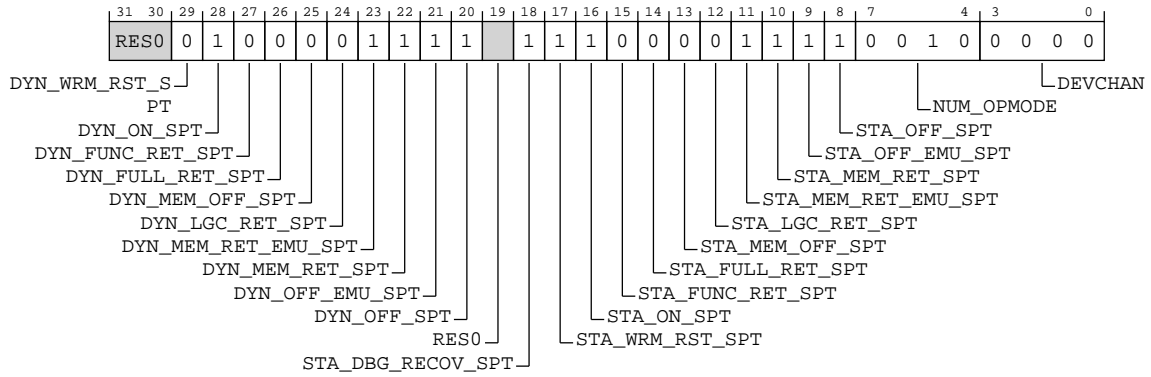 31 30 29 28 27 26 25 24 23 22 21 20 19 18 17 16 15 14 13 12 11 10 9 8 7 4 3 0
RES0 0 1 0 0 0 0 1 1 1 1 1 1 1 0 0 0 0 1 1 1 1 0 0 1 0 0 0 0 0
DYN_WRM_RST_S DEVCHAN
PT NUM_OPMODE
DYN_ON_SPT STA_OFF_SPT
DYN_FUNC_RET_SPT STA_OFF_EMU_SPT
DYN_FULL_RET_SPT STA_MEM_RET_SPT
DYN_MEM_OFF_SPT STA_MEM_RET_EMU_SPT
DYN_LGC_RET_SPT STA_LGC_RET_SPT
DYN_MEM_RET_EMU_SPT STA_MEM_OFF_SPT
DYN_MEM_RET_SPT STA_FULL_RET_SPT
DYN_OFF_EMU_SPT STA_FUNC_RET_SPT
DYN_OFF_SPT STA_ON_SPT
RES0 STA_WRM_RST_SPT
STA_DBG_RECOV_SPT